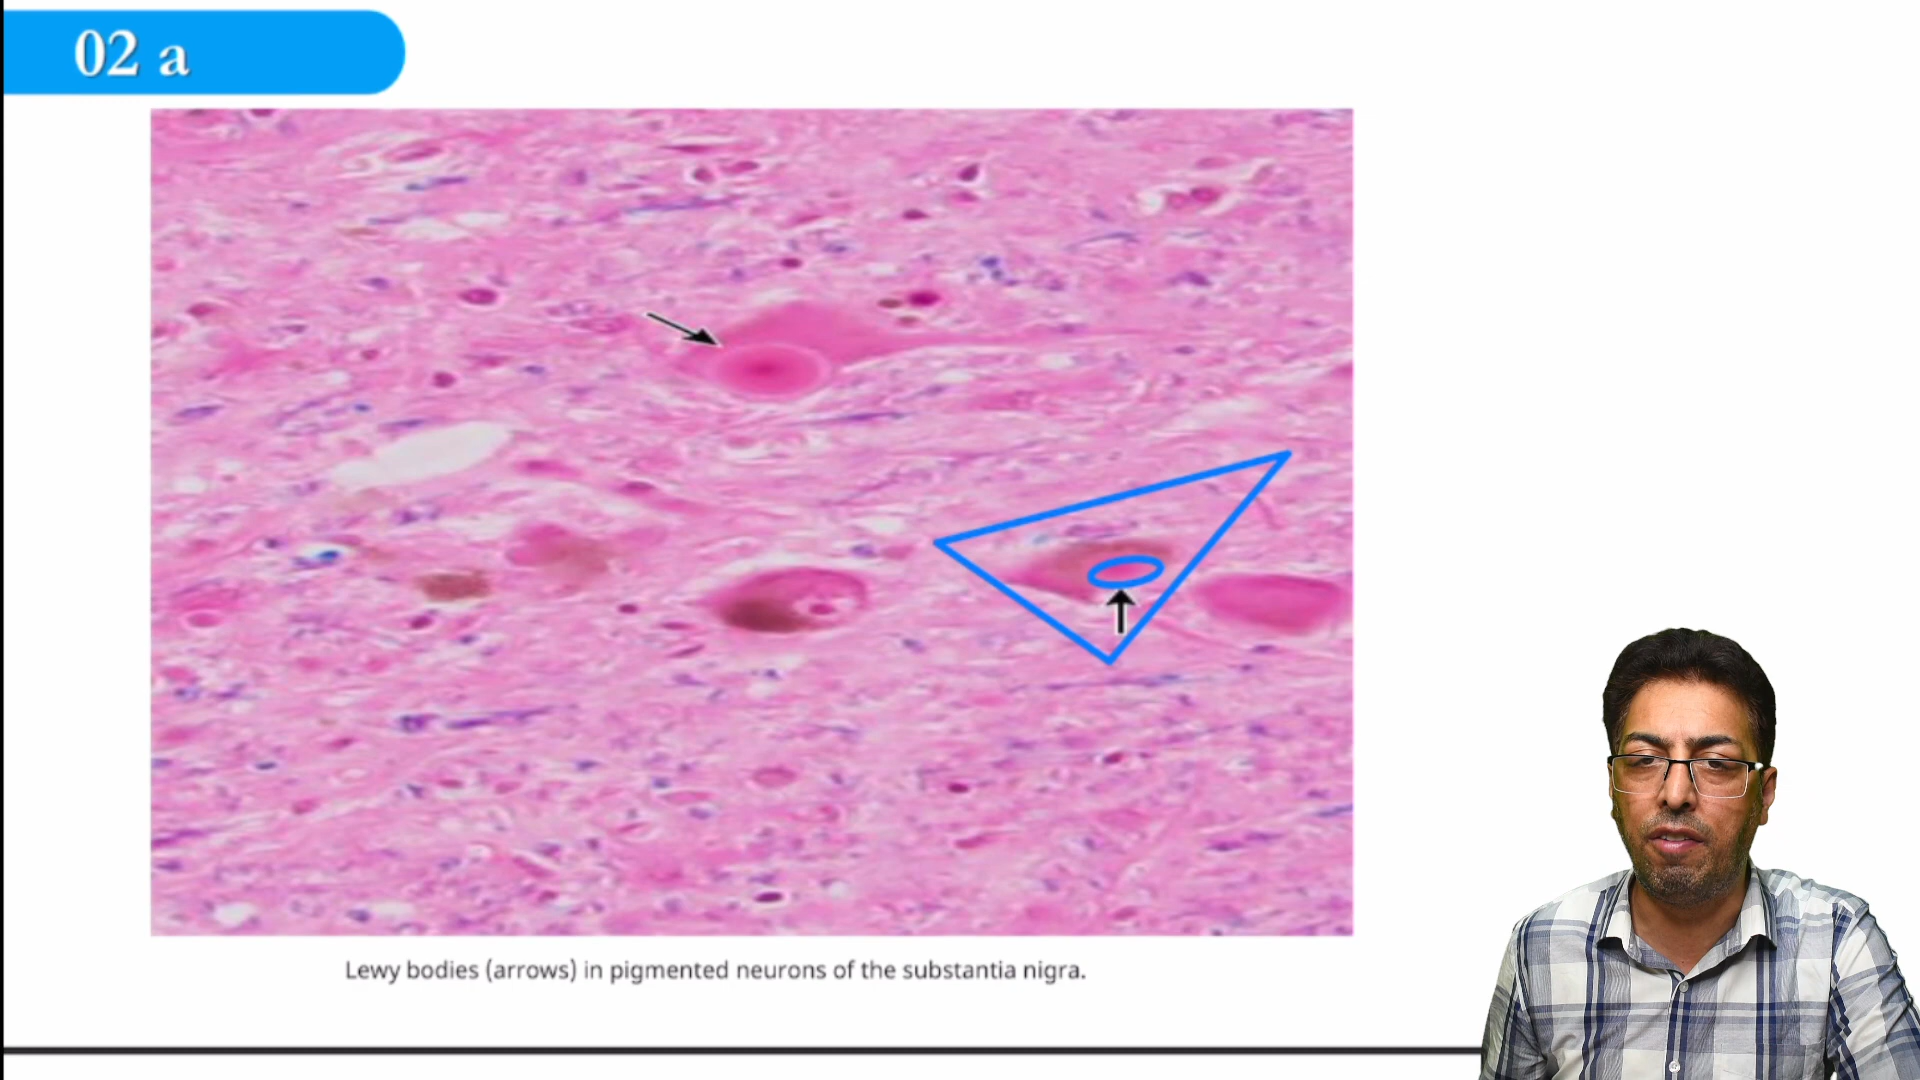 02 a
Lewy bodies (arrows) in pigmented neurons of the substantia nigra.